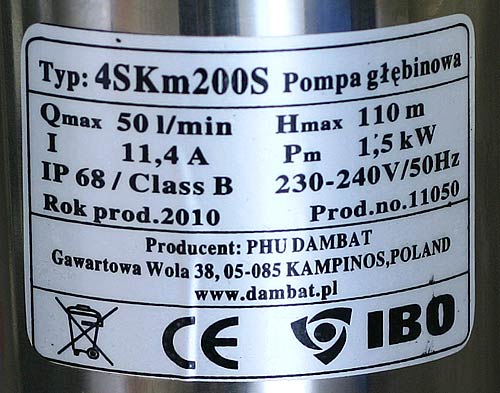 Typ: 4SKm200S Pompa głębinowa
Qmax 50 l/min Hmax 110 m
I 11,4 A Pm 1,5 kW
IP 68 / Class B 230-240V/50Hz
Rok prod.2010 Prod.no.11050
Producent: PHU DAMBAT
Gawartowa Wola 38, 05-085 KAMPINOS,POLAND
www.dambat.pl
CE IBO